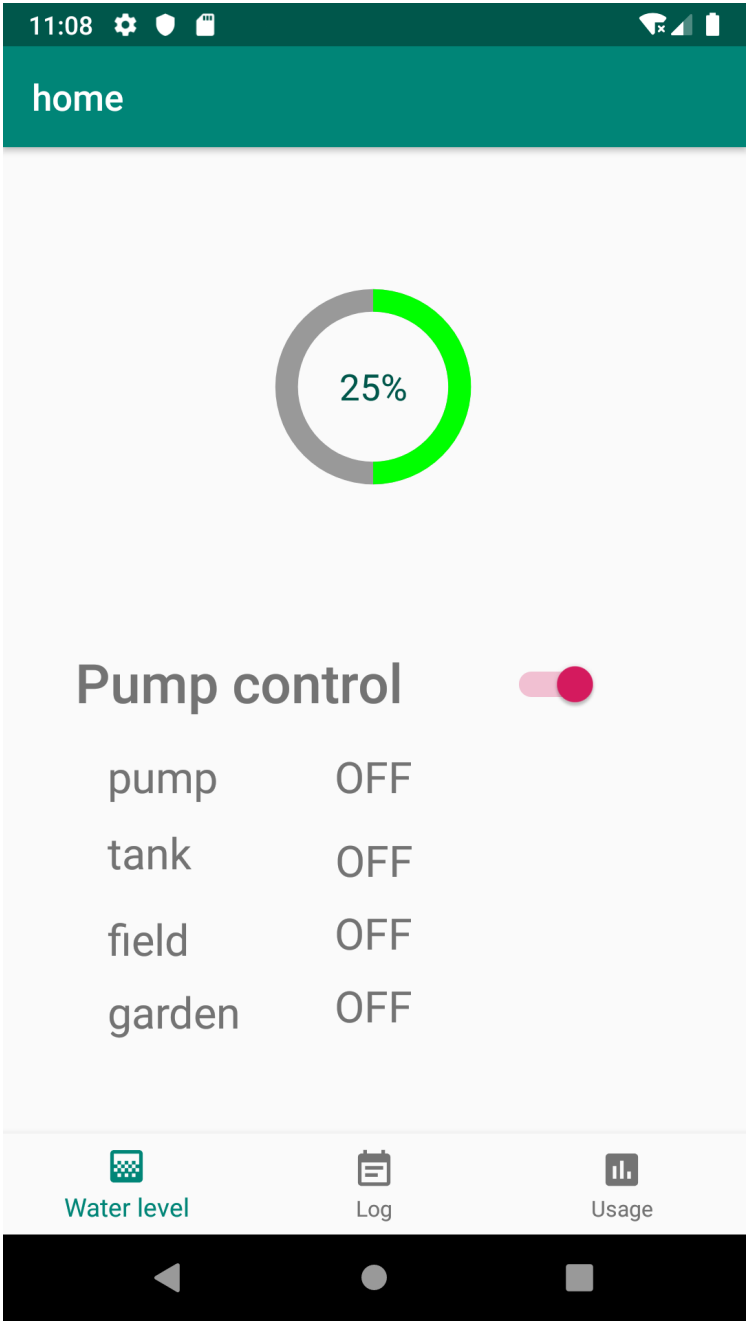 11:08
home
25%
Pump control
pump OFF
tank OFF
field OFF
garden OFF
Water level Log Usage